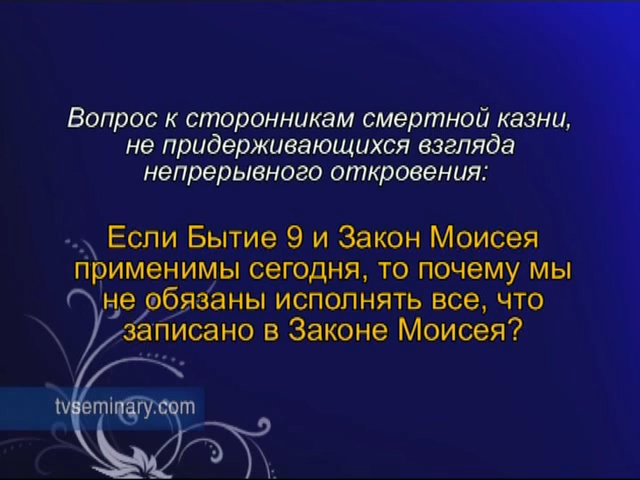 Вопрос к сторонникам смертной казни,
не придерживающихся взгляда
непрерывного откровения:
Если Бытие 9 и Закон Моисея
применимы сегодня, то почему мы
не обязаны исполнять все, что
записано в Законе Моисея?
tvseminary.com